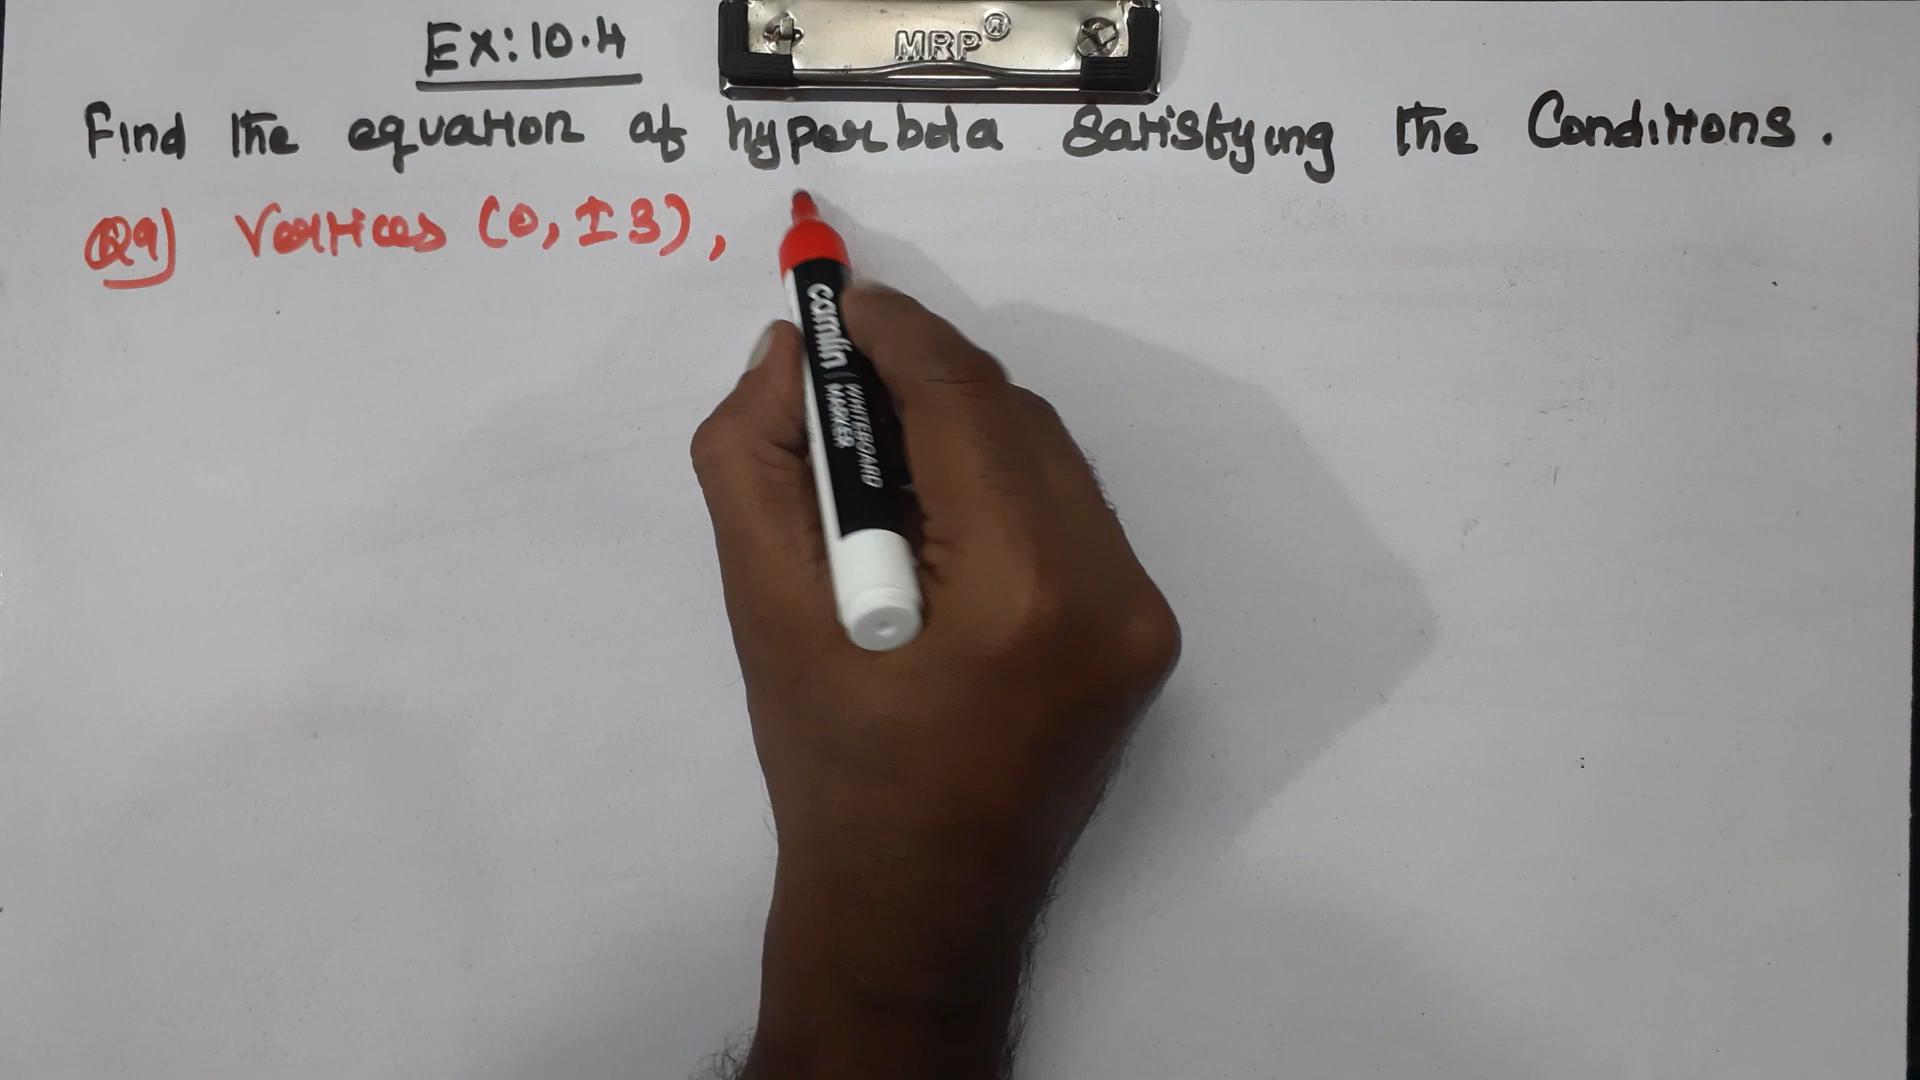 MRP®
Ex: 10.4
Find the equation of hyperbola Satisfying the Conditions.
Q9) Vertices (0, ±3),
camlin WHITEBOARD MARKER